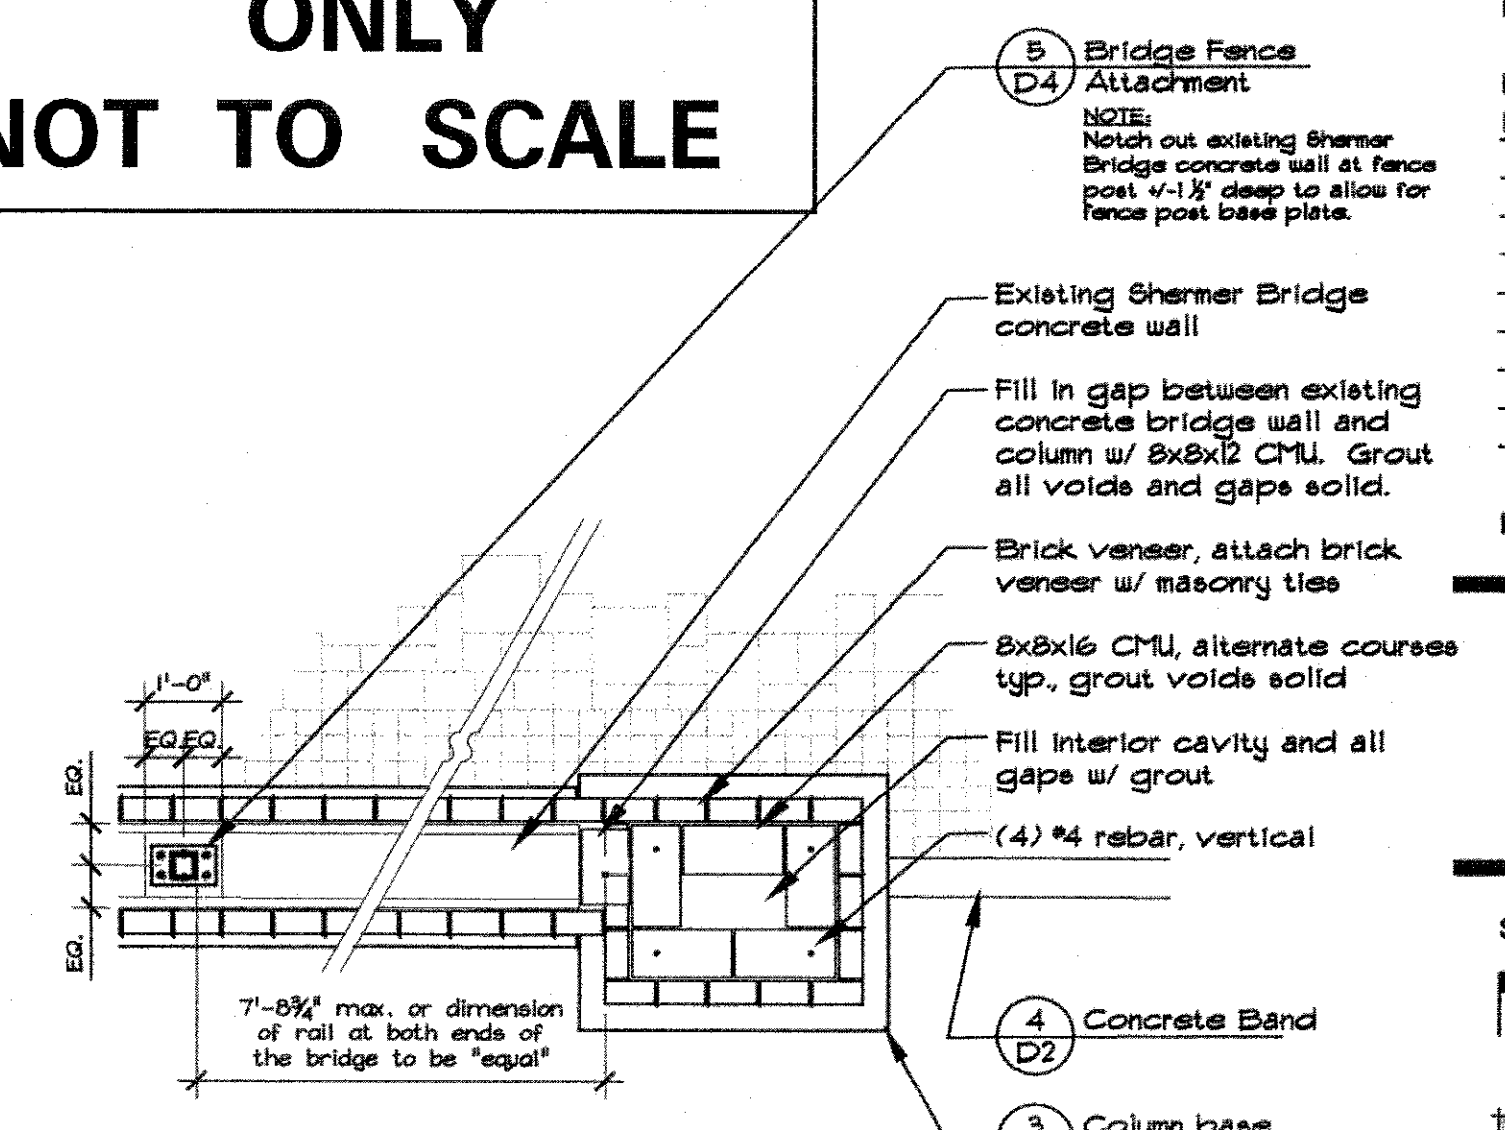 ONLY
NOT TO SCALE
5
D4
Bridge Fence
Attachment
NOTE:
Notch out existing Shermer
Bridge concrete wall at fence
post +/-1 ½" deep to allow for
fence post base plate.
Existing Shermer Bridge
concrete wall
Fill in gap between existing
concrete bridge wall and
column w/ 8x8x12 CMU. Grout
all voids and gaps solid.
Brick veneer, attach brick
veneer w/ masonry ties
8x8x16 CMU, alternate courses
typ., grout voids solid
Fill interior cavity and all
gaps w/ grout
(4) #4 rebar, vertical
1'-0"
EQ. EQ.
EQ.
EQ.
7'-8¾" max. or dimension
of rail at both ends of
the bridge to be "equal"
4
D2
Concrete Band
3
Column base